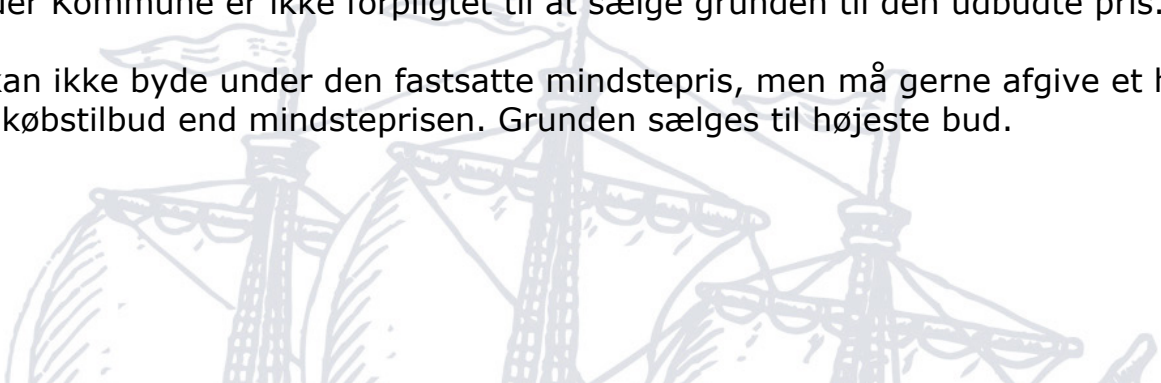 Kommune er ikke forpligtet til at sælge grunden til den udbudte pris.
kan ikke byde under den fastsatte mindstepris, men må gerne afgive et
købstilbud end mindsteprisen. Grunden sælges til højeste bud.